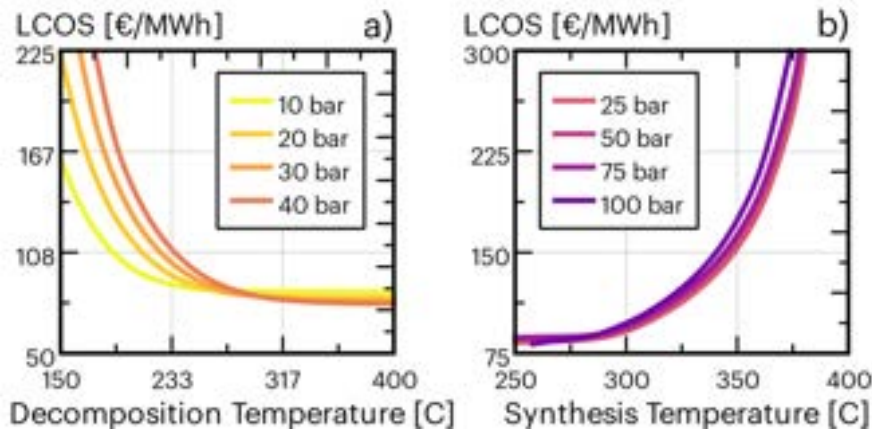 LCOS [€/MWh] a)
225
167
108
50
150 233 317 400
Decomposition Temperature [C]
10 bar
20 bar
30 bar
40 bar
LCOS [€/MWh] b)
300
225
150
75
250 300 350 400
Synthesis Temperature [C]
25 bar
50 bar
75 bar
100 bar